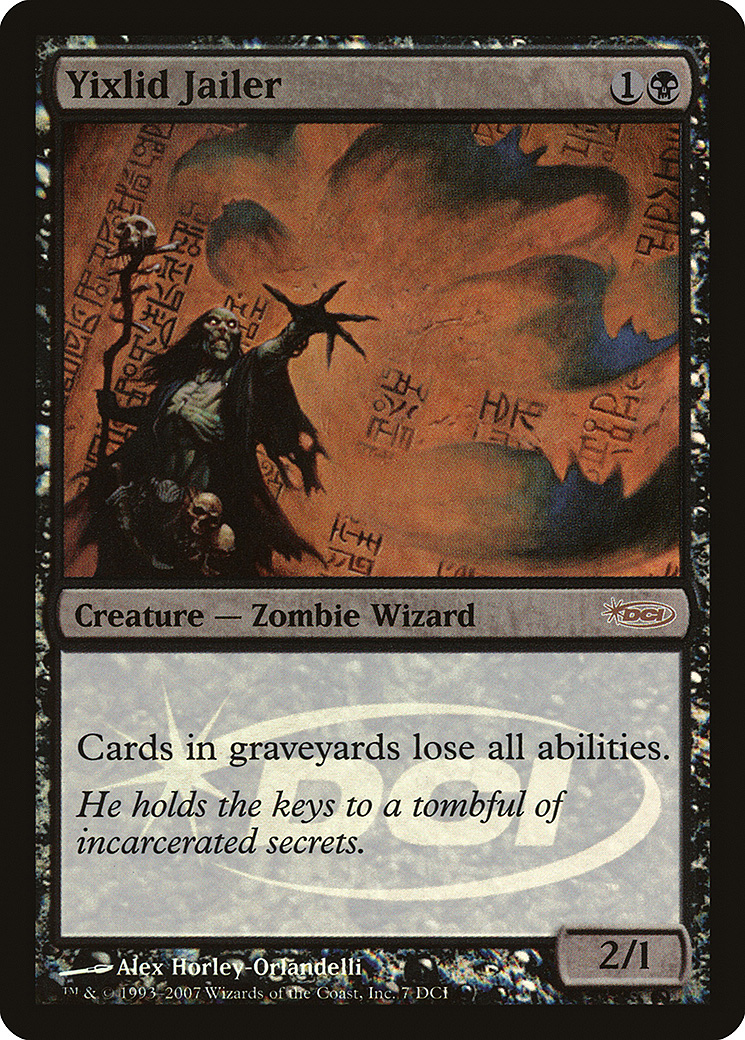 Yixlid Jailer 1
Creature — Zombie Wizard DCI
Cards in graveyards lose all abilities.
He holds the keys to a tombful of
incarcerated secrets.
DCI
2/1
Alex Horley-Orlandelli
™ & © 1993–2007 Wizards of the Coast, Inc. 7 DCI